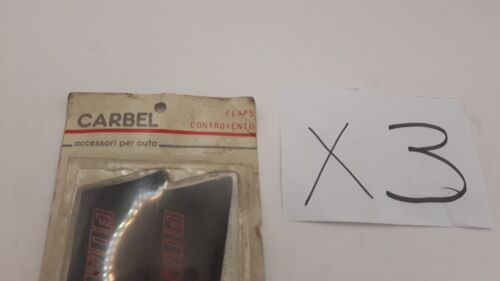 CARBEL
accessori per auto
FLAPS
CONTROVENTO
X3